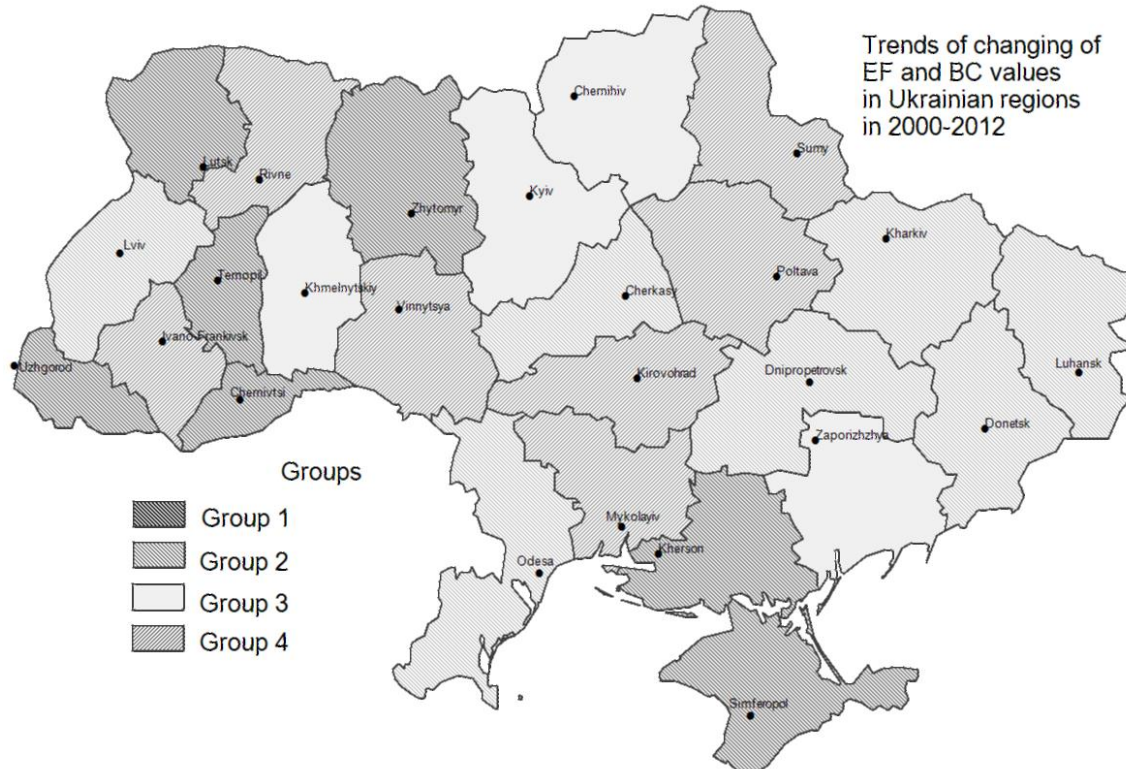 Trends of changing of
EF and BC values
in Ukrainian regions
in 2000-2012
Chernihiv
Sumy
Lutsk
Rivne
Kyiv
Zhytomyr
Kharkiv
Lviv
Ternopil
Khmelnytskiy
Vinnytsya
Cherkasy
Poltava
Ivano Frankivsk
Uzhgorod
Chernivtsi
Kirovohrad
Dnipropetrovsk
Luhansk
Donetsk
Zaporizhzhya
Mykolayiv
Kherson
Odesa
Simferopol
Groups
Group 1
Group 2
Group 3
Group 4